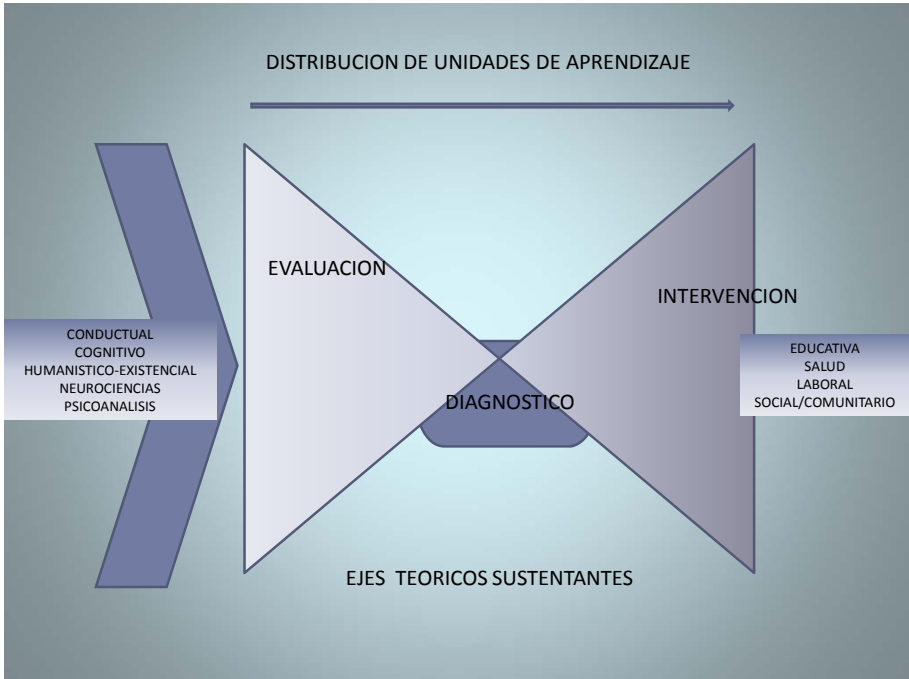 DISTRIBUCION DE UNIDADES DE APRENDIZAJE
EVALUACION
INTERVENCION
CONDUCTUAL
COGNITIVO
HUMANISTICO-EXISTENCIAL
NEUROCIENCIAS
PSICOANALISIS
EDUCATIVA
SALUD
LABORAL
SOCIAL/COMUNITARIO
DIAGNOSTICO
EJES TEORICOS SUSTENTANTES